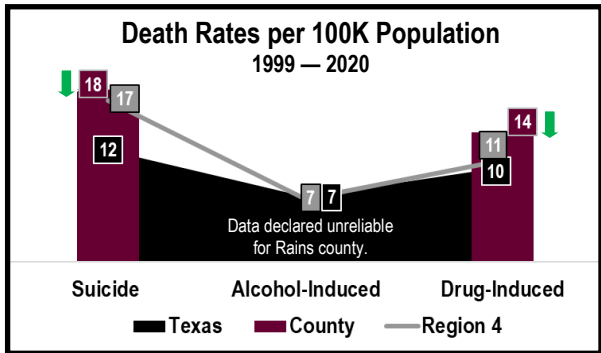 Death Rates per 100K Population
1999 — 2020
18
17
12
14
11
10
7 7
Data declared unreliable
for Rains county.
Suicide Alcohol-Induced Drug-Induced
Texas County Region 4